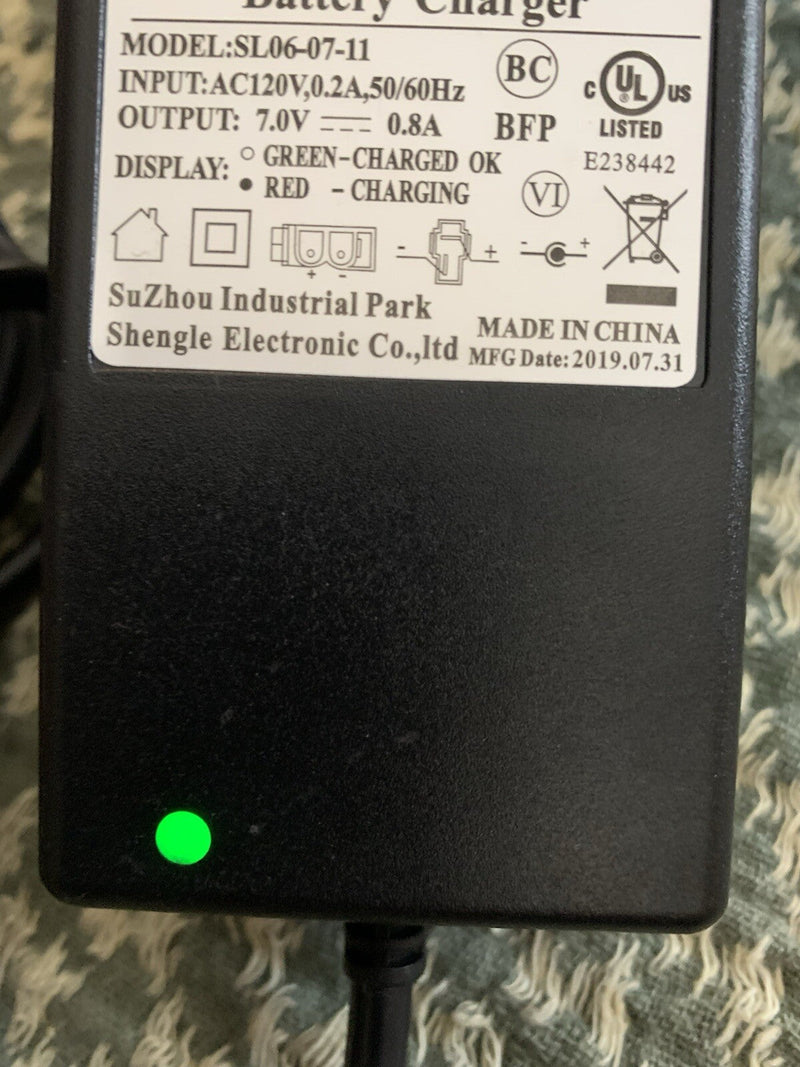 Battery Charger
MODEL:SL06-07-11
INPUT:AC120V,0.2A,50/60Hz
OUTPUT: 7.0V 0.8A
DISPLAY: GREEN-CHARGED OK
RED - CHARGING
BC
BFP
C UL ® US
LISTED
E238442
VI
- +
- +
+ -
SuZhou Industrial Park
Shengle Electronic Co.,ltd
MADE IN CHINA
MFG Date: 2019.07.31